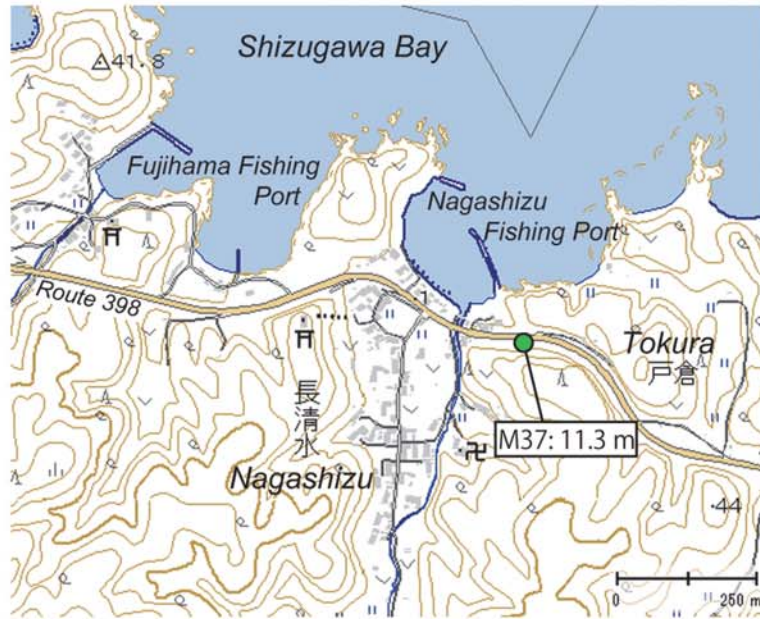 Shizugawa Bay
41.8
Fujihama Fishing
Port
Nagashizu
Fishing Port
Route 398
1
Tokura
戸倉
長清水
M37: 11.3 m
Nagashizu
44
0
250 m